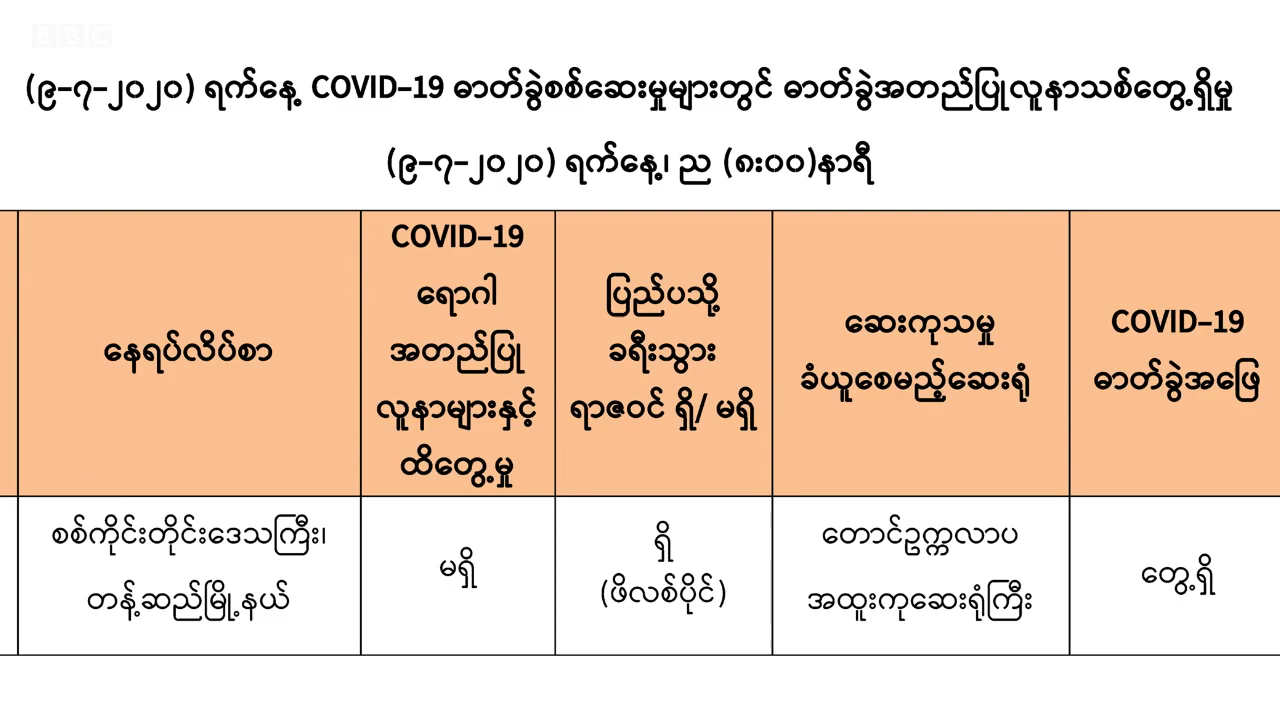 BBC
(၉-၇-၂၀၂၀) ရက်နေ့ COVID-19 ဓာတ်ခွဲစစ်ဆေးမှုများတွင် ဓာတ်ခွဲအတည်ပြုလူနာသစ်တွေ့ရှိမှု
(၉-၇-၂၀၂၀) ရက်နေ့၊ ည (၈း၀၀)နာရီ
နေရပ်လိပ်စာ
COVID-19
ရောဂါ
အတည်ပြု
လူနာများနှင့်
ထိတွေ့မှု
ပြည်ပသို့
ခရီးသွား
ရာဇဝင် ရှိ/ မရှိ
ဆေးကုသမှု
ခံယူစေမည့်ဆေးရုံ
COVID-19
ဓာတ်ခွဲအဖြေ
စစ်ကိုင်းတိုင်းဒေသကြီး၊
တန့်ဆည်မြို့နယ်
မရှိ
ရှိ
(ဖိလစ်ပိုင်)
တောင်ဥက္ကလာပ
အထူးကုဆေးရုံကြီး
တွေ့ရှိ